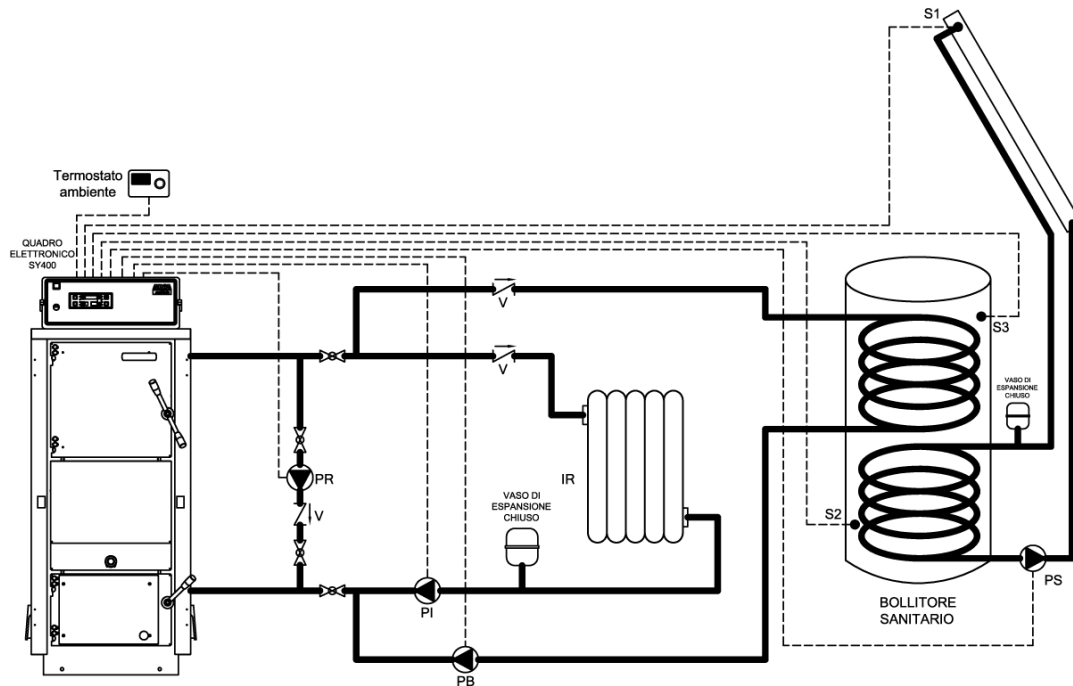 S1
Termostato
ambiente
QUADRO
ELETTRONICO
SY400
V
S3
V
VASO DI
ESPANSIONE
CHIUSO
PR
IR
VASO DI
ESPANSIONE
CHIUSO
V
S2
PI
PS
BOLLITORE
SANITARIO
PB